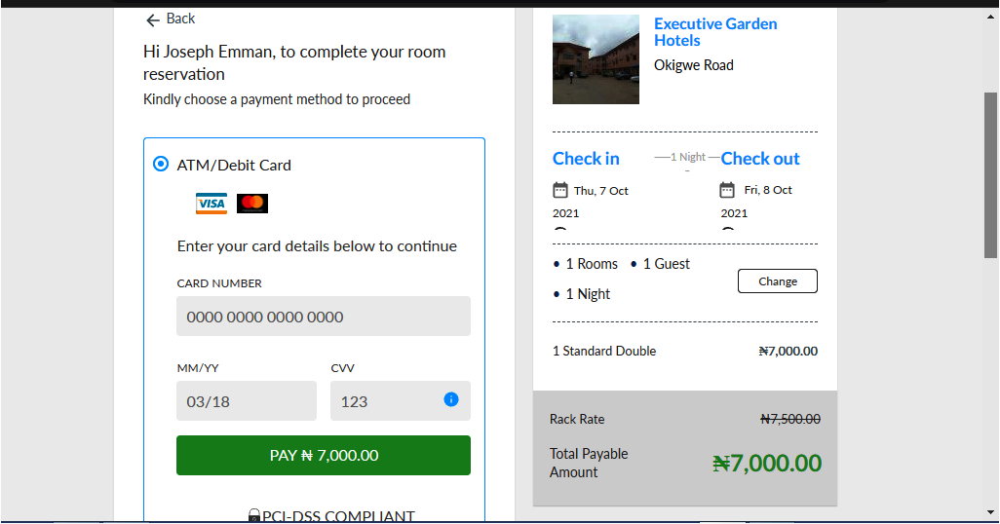 Back
Hi Joseph Emman, to complete your room
reservation
Kindly choose a payment method to proceed
ATM/Debit Card
VISA
Enter your card details below to continue
CARD NUMBER
0000 0000 0000 0000
MM/YY
CVV
03/18
123
PAY ₦ 7,000.00
PCI-DSS COMPLIANT
Executive Garden
Hotels
Okigwe Road
Check in
1 Night
Check out
Thu, 7 Oct
2021
Fri, 8 Oct
2021
• 1 Rooms • 1 Guest
• 1 Night
Change
1 Standard Double ₦7,000.00
Rack Rate ₦7,500.00
Total Payable
Amount
₦7,000.00